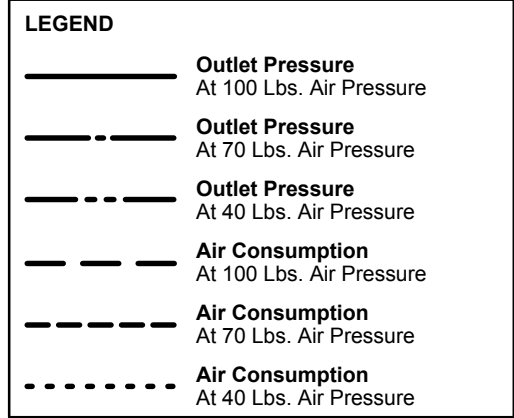 LEGEND
Outlet Pressure
At 100 Lbs. Air Pressure
Outlet Pressure
At 70 Lbs. Air Pressure
Outlet Pressure
At 40 Lbs. Air Pressure
Air Consumption
At 100 Lbs. Air Pressure
Air Consumption
At 70 Lbs. Air Pressure
Air Consumption
At 40 Lbs. Air Pressure